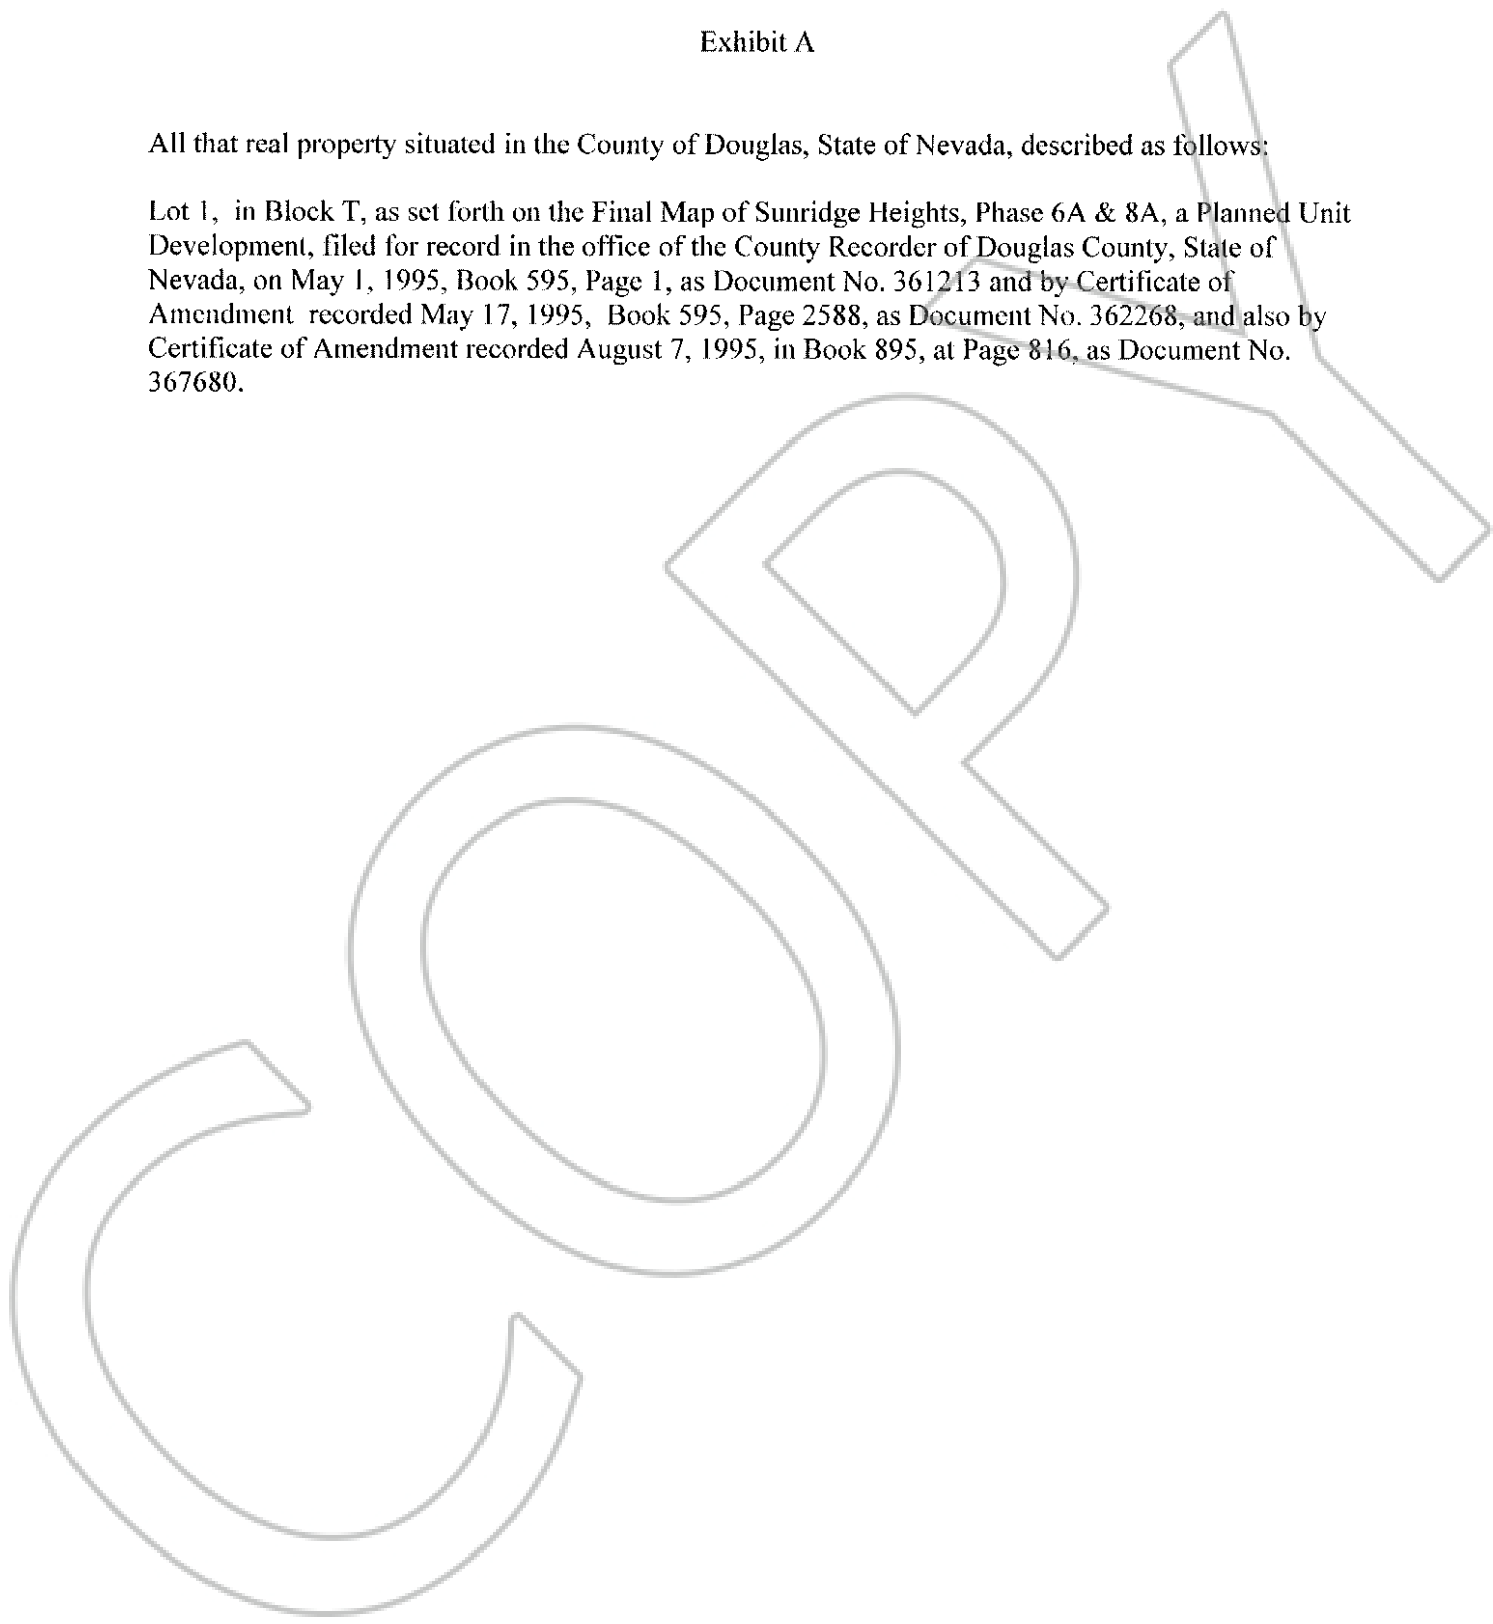 Exhibit A
All that real property situated in the County of Douglas, State of Nevada, described as follows:
Lot 1,  in Block T, as set forth on the Final Map of Sunridge Heights, Phase 6A & 8A, a Planned Unit
Development, filed for record in the office of the County Recorder of Douglas County, State of
Nevada, on May 1, 1995, Book 595, Page 1, as Document No. 361213 and by Certificate of
Amendment  recorded May 17, 1995,  Book 595, Page 2588, as Document No. 362268, and also by
Certificate of Amendment recorded August 7, 1995, in Book 895, at Page 816, as Document No.
367680.
COPY